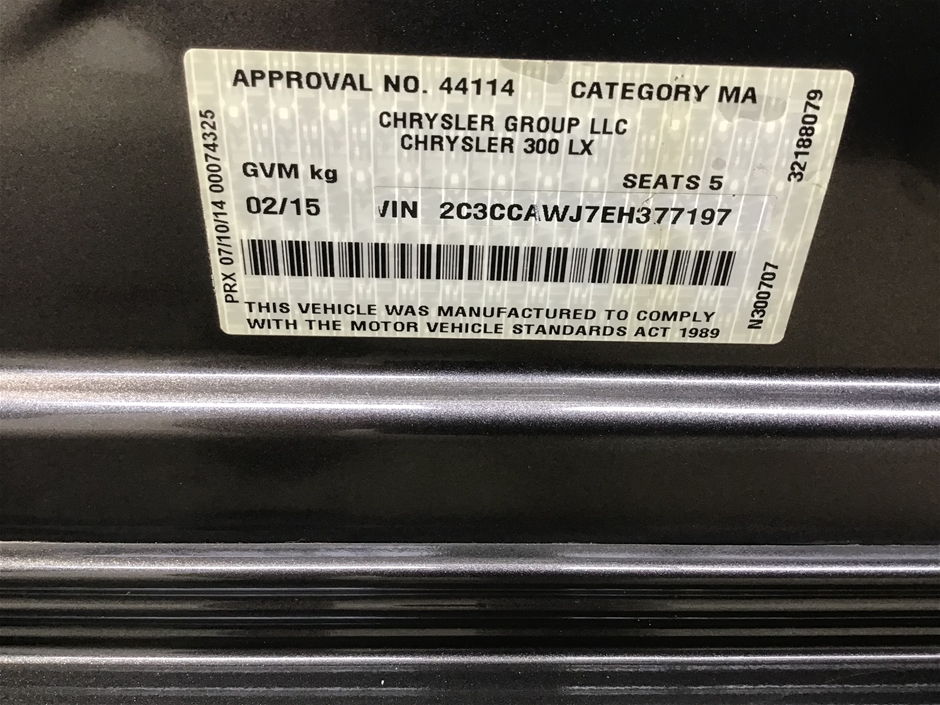 APPROVAL NO. 44114 CATEGORY MA
CHRYSLER GROUP LLC
CHRYSLER 300 LX
GVM kg SEATS 5
02/15 VIN 2C3CCAWJ7EH377197
THIS VEHICLE WAS MANUFACTURED TO COMPLY
WITH THE MOTOR VEHICLE STANDARDS ACT 1989
PRX 07/10/14 00074325
32188079
N300707